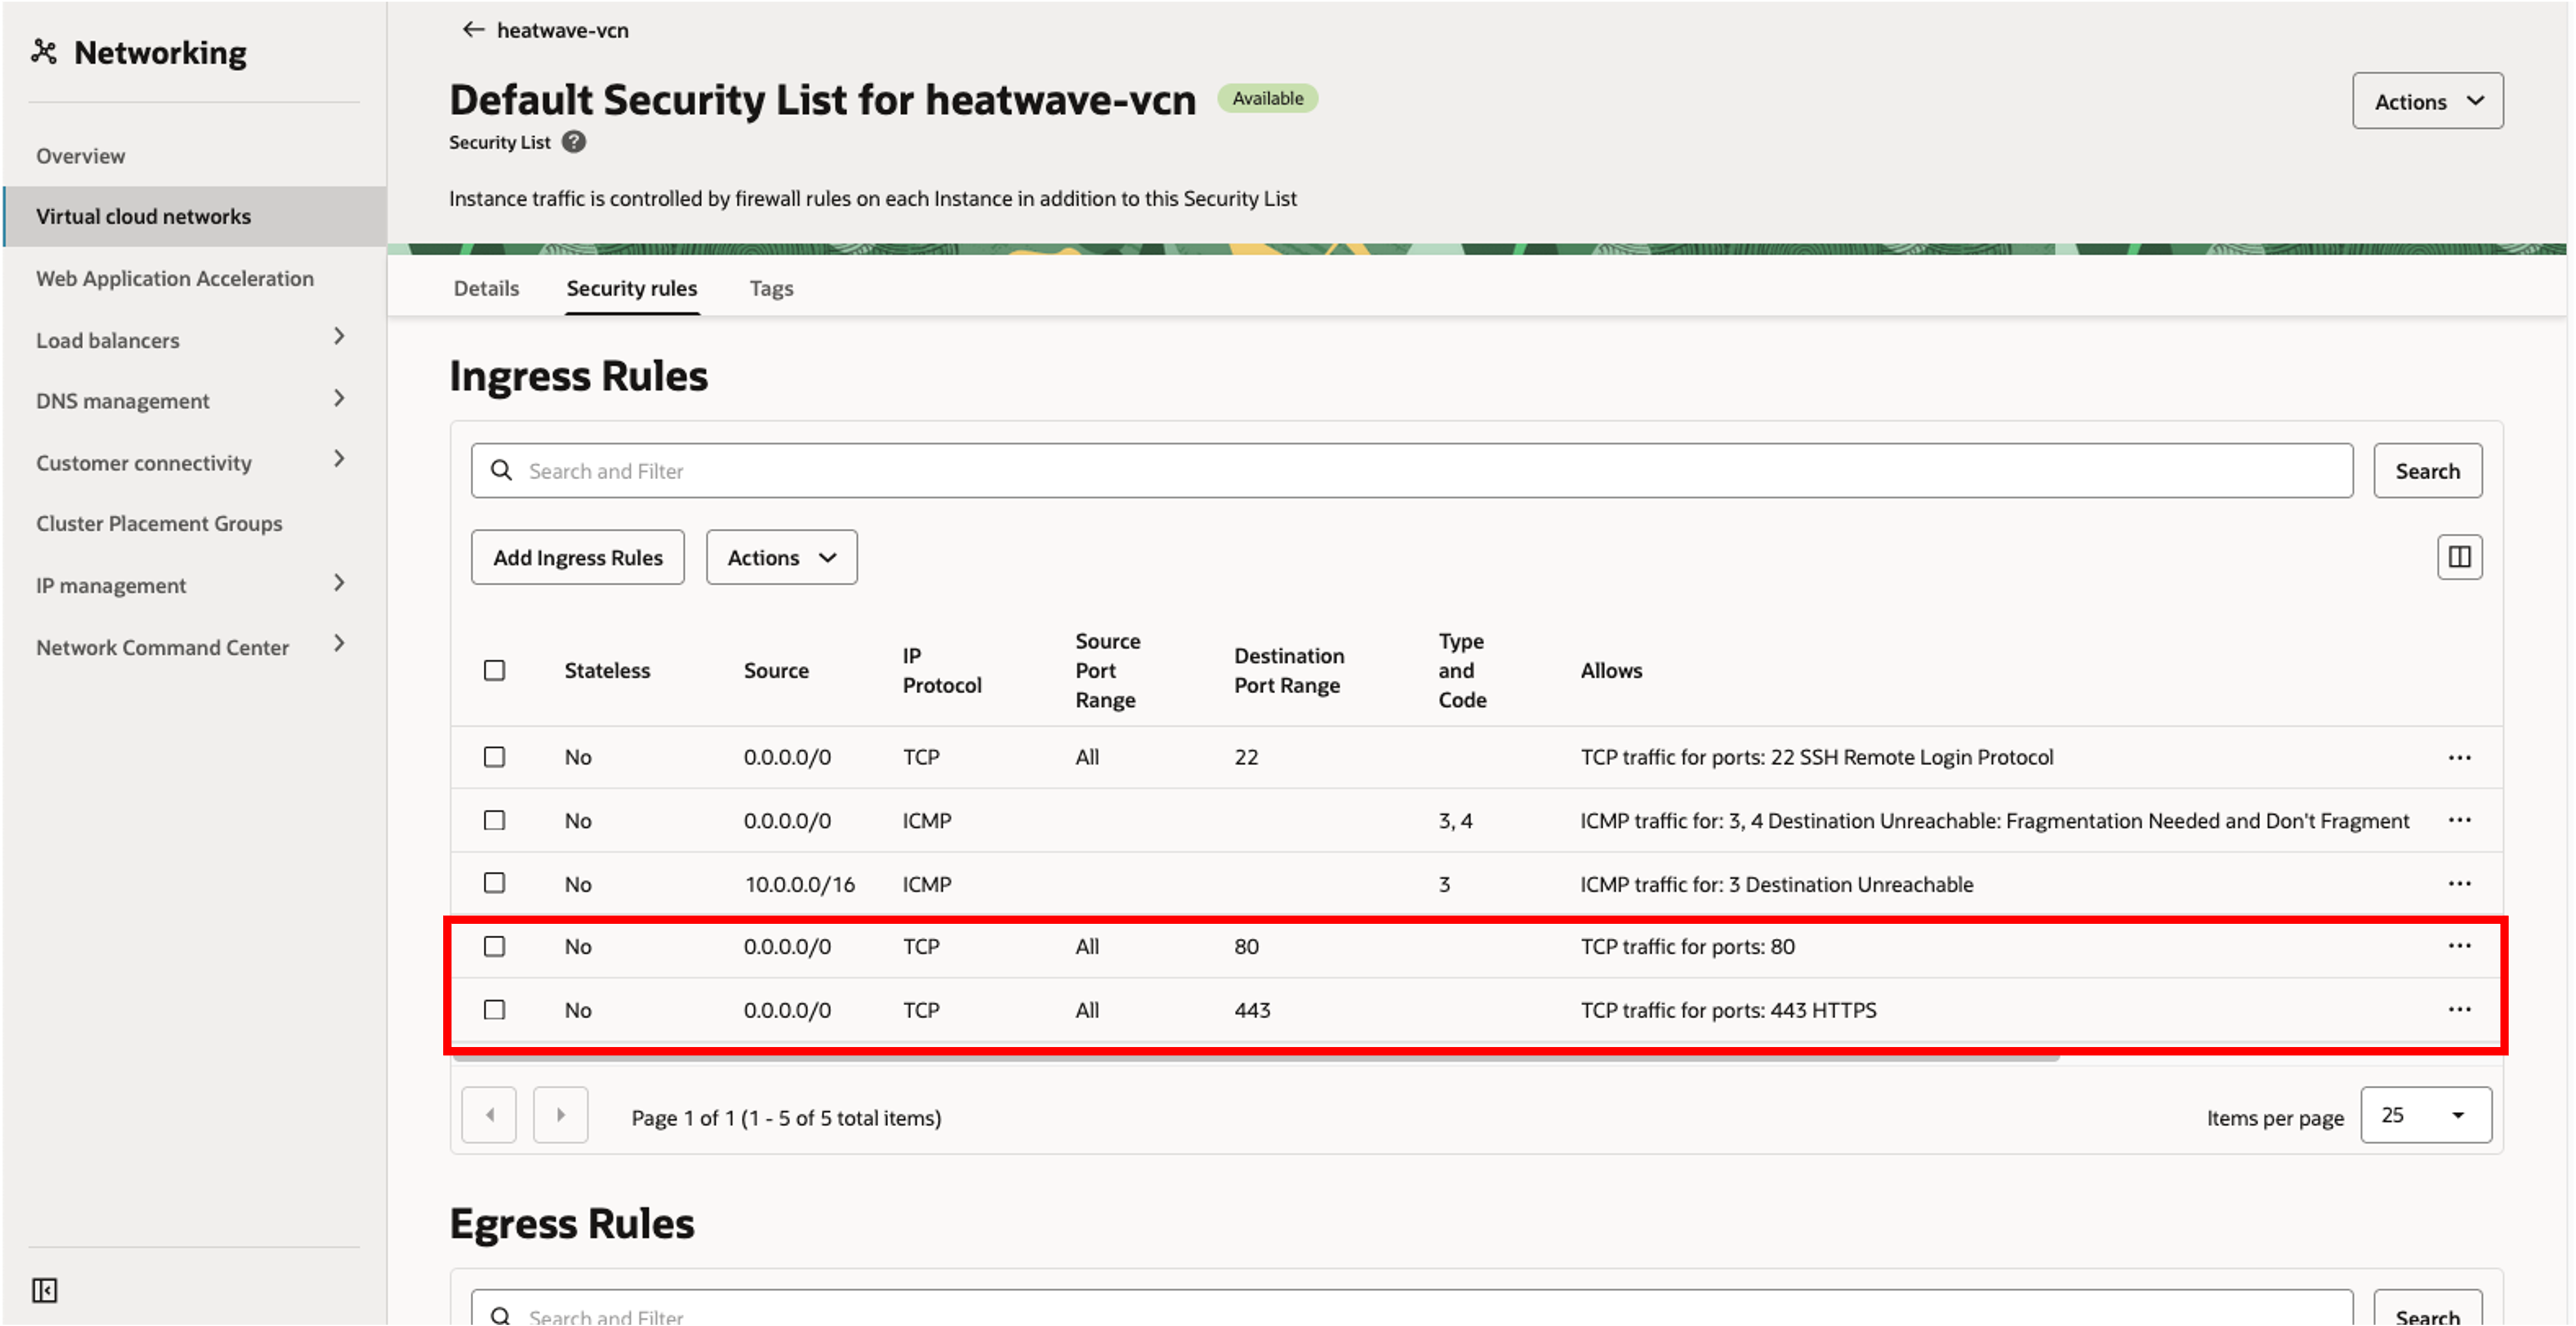 Networking
Overview
Virtual cloud networks
Web Application Acceleration
Load balancers
DNS management
Customer connectivity
Cluster Placement Groups
IP management
Network Command Center
← heatwave-vcn
Default Security List for heatwave-vcn Available
Actions
Security List ?
Instance traffic is controlled by firewall rules on each Instance in addition to this Security List
Details Security rules Tags
Ingress Rules
Search and Filter Search
Add Ingress Rules Actions
Stateless Source IP Protocol Source Port Range Destination Port Range Type and Code Allows
No 0.0.0.0/0 TCP All 22 TCP traffic for ports: 22 SSH Remote Login Protocol ...
No 0.0.0.0/0 ICMP 3, 4 ICMP traffic for: 3, 4 Destination Unreachable: Fragmentation Needed and Don't Fragment ...
No 10.0.0.0/16 ICMP 3 ICMP traffic for: 3 Destination Unreachable ...
No 0.0.0.0/0 TCP All 80 TCP traffic for ports: 80 ...
No 0.0.0.0/0 TCP All 443 TCP traffic for ports: 443 HTTPS ...
Page 1 of 1 (1 - 5 of 5 total items) Items per page 25
Egress Rules
Search and Filter Search